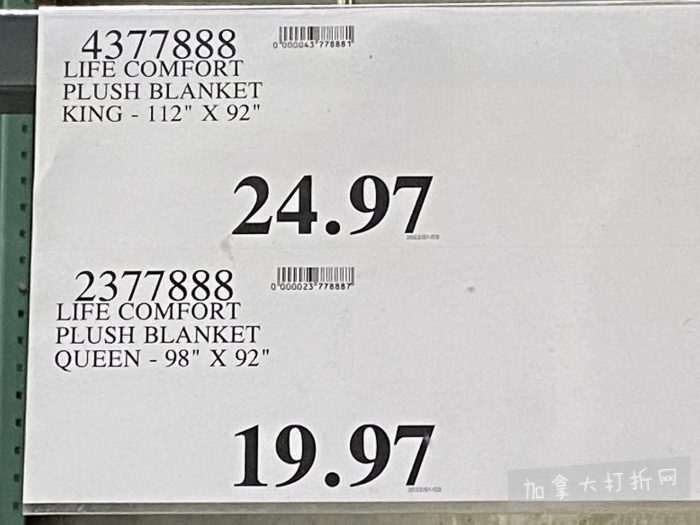 4377888
0 000043 778881
LIFE COMFORT
PLUSH BLANKET
KING - 112" X 92"
24.97
2377888
0 000023 778887
LIFE COMFORT
PLUSH BLANKET
QUEEN - 98" X 92"
19.97
加拿大打折网